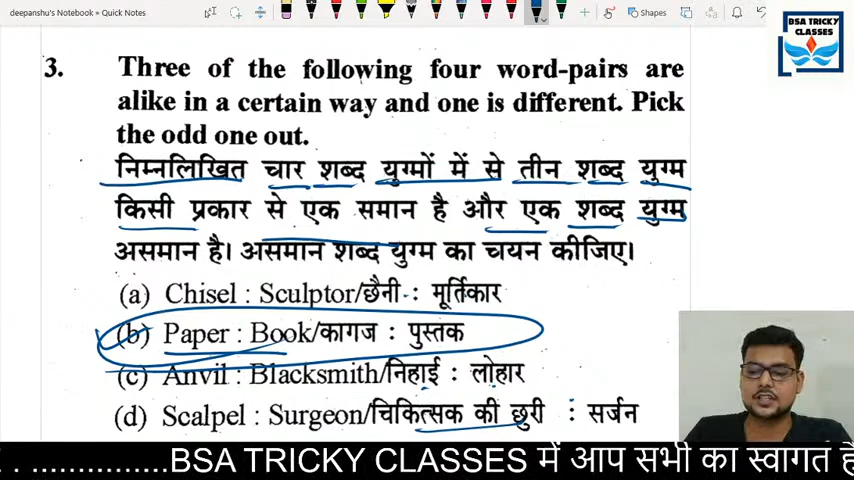 deepanshu's Notebook » Quick Notes
Shapes
BSA TRICKY
CLASSES
3. Three of the following four word-pairs are
alike in a certain way and one is different. Pick
the odd one out.
निम्नलिखित चार शब्द युग्मों में से तीन शब्द युग्म
किसी प्रकार से एक समान है और एक शब्द युग्म
असमान है। असमान शब्द युग्म का चयन कीजिए।
(a) Chisel : Sculptor/छैनी : मूर्तिकार
(b) Paper : Book/कागज : पुस्तक
(c) Anvil : Blacksmith/निहाई : लोहार
(d) Scalpel : Surgeon/चिकित्सक की छुरी : सर्जन
. ...............BSA TRICKY CLASSES में आप सभी का स्वागत है